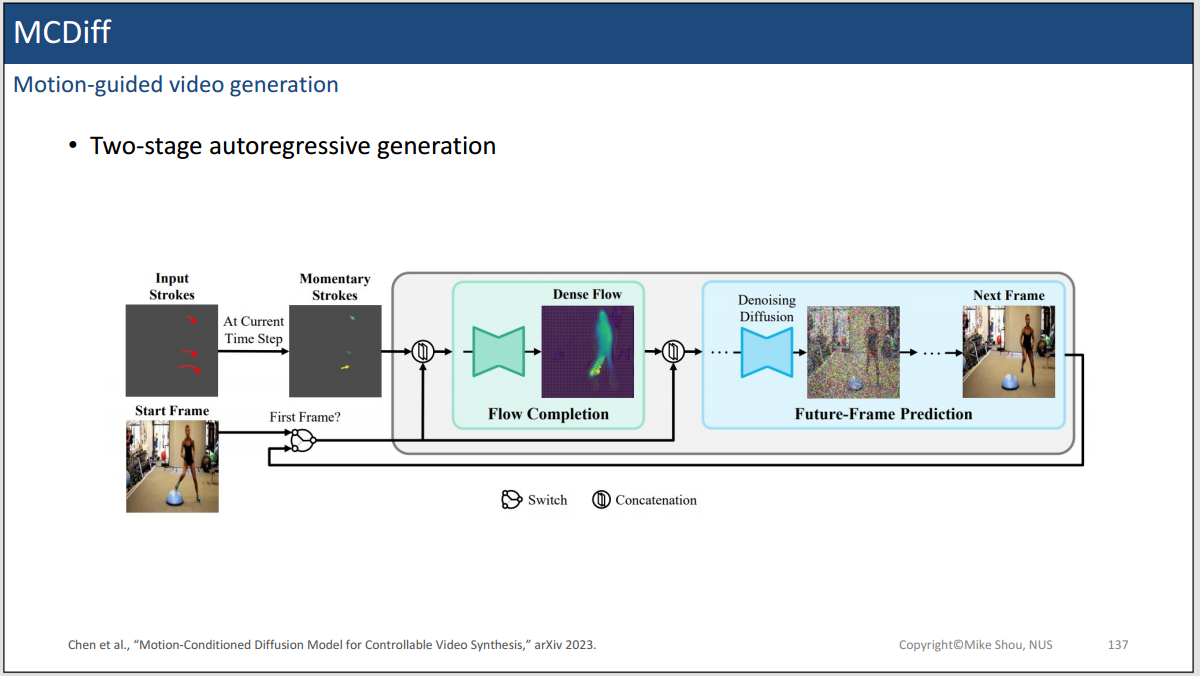 MCDiff
Motion-guided video generation
• Two-stage autoregressive generation
Input
Strokes
At Current
Time Step
Momentary
Strokes
Start Frame
First Frame?
Dense Flow
Flow Completion
Denoising
Diffusion
Next Frame
Future-Frame Prediction
Switch
Concatenation
Chen et al., “Motion-Conditioned Diffusion Model for Controllable Video Synthesis,” arXiv 2023.
Copyright©Mike Shou, NUS
137